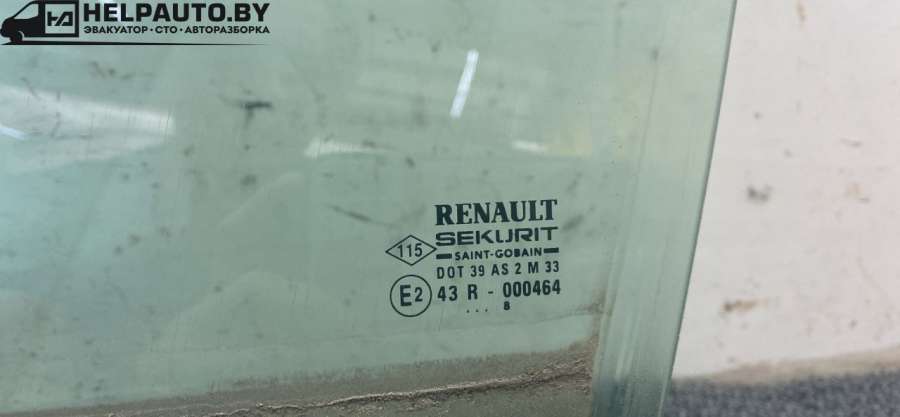 HELPAUTO.BY
ЭВАКУАТОР • СТО • АВТОРАЗБОРКА
RENAULT
SEKURIT
115
SAINT-GOBAIN
DOT 39 AS 2 M 33
E2 43 R - 000464
... 8